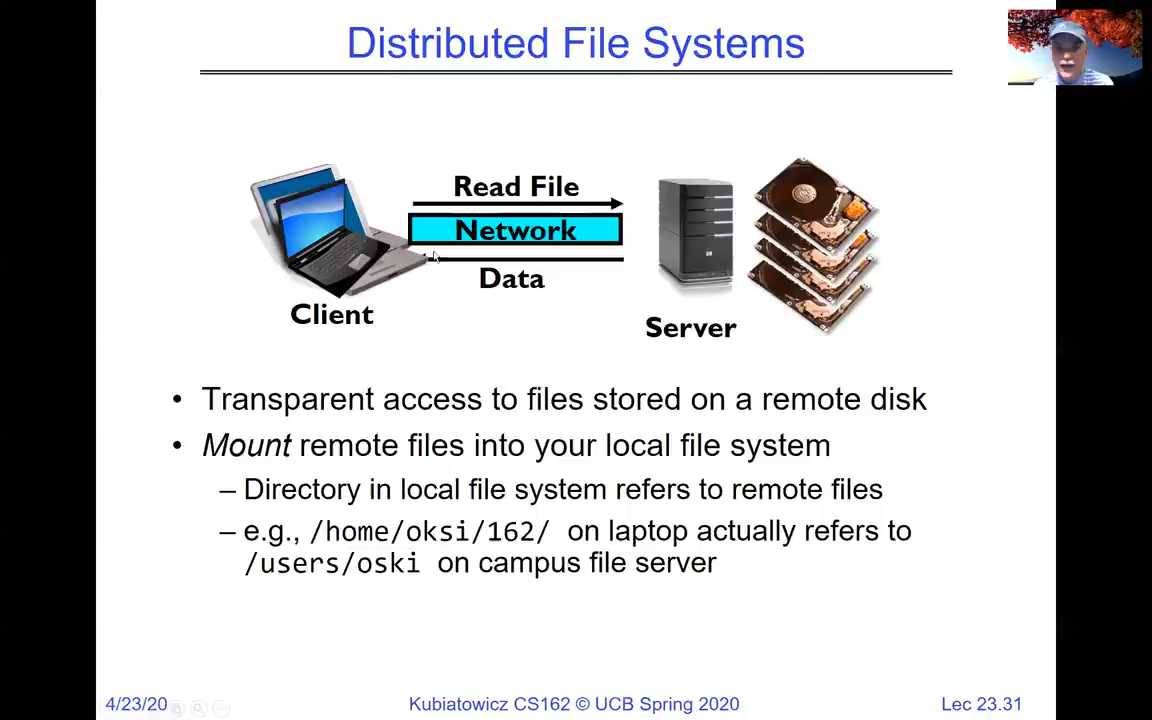 Distributed File Systems
Read File
Network
Data
Client
Server
• Transparent access to files stored on a remote disk
• Mount remote files into your local file system
– Directory in local file system refers to remote files
– e.g., /home/oksi/162/ on laptop actually refers to
/users/oski on campus file server
4/23/20
Kubiatowicz CS162 © UCB Spring 2020
Lec 23.31